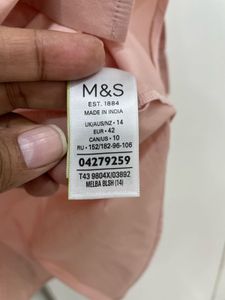 M&S
EST. 1884
MADE IN INDIA
UK/AUS/NZ - 14
EUR - 42
CAN/US - 10
RU - 152/182-96-106
04279259
T43 9804X/03892
MELBA BLSH (14)